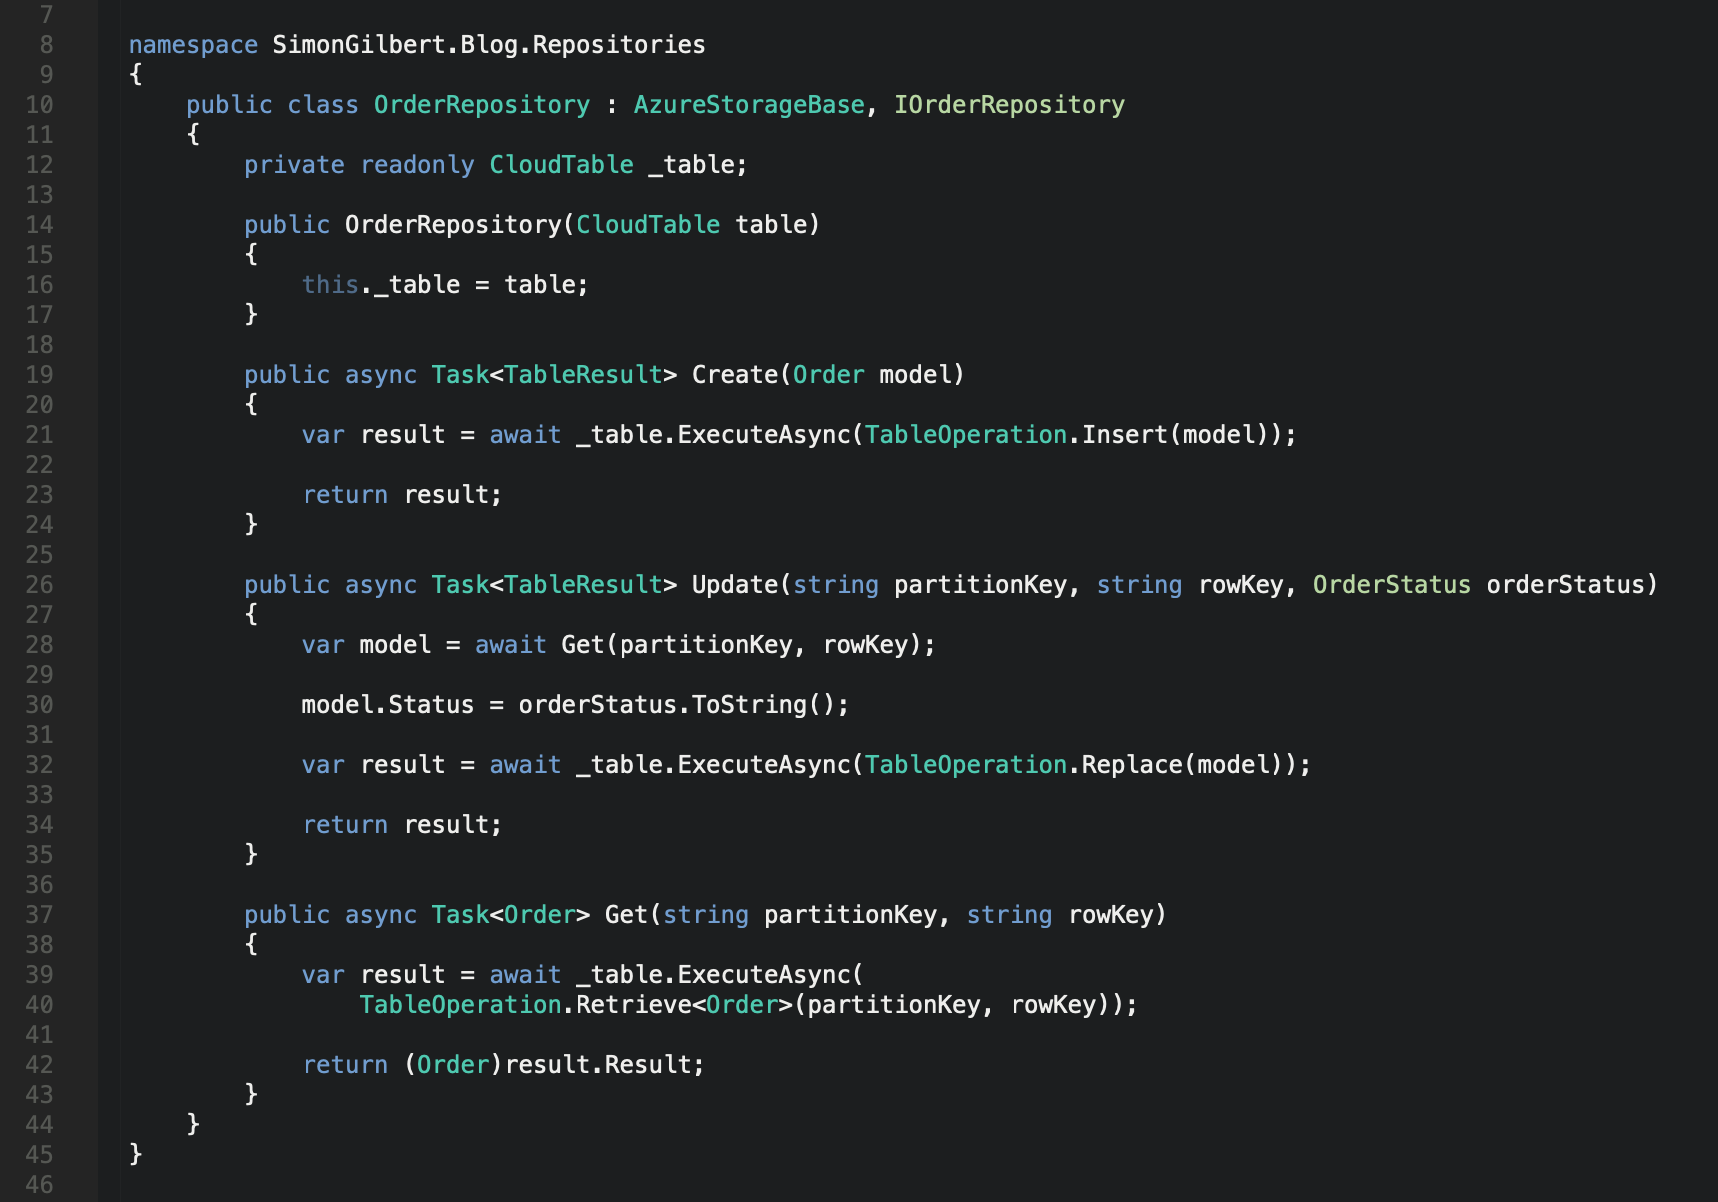 7
8 namespace SimonGilbert.Blog.Repositories
9 {
10 public class OrderRepository : AzureStorageBase, IOrderRepository
11 {
12 private readonly CloudTable _table;
13
14 public OrderRepository(CloudTable table)
15 {
16 this._table = table;
17 }
18
19 public async Task<TableResult> Create(Order model)
20 {
21 var result = await _table.ExecuteAsync(TableOperation.Insert(model));
22
23 return result;
24 }
25
26 public async Task<TableResult> Update(string partitionKey, string rowKey, OrderStatus orderStatus)
27 {
28 var model = await Get(partitionKey, rowKey);
29
30 model.Status = orderStatus.ToString();
31
32 var result = await _table.ExecuteAsync(TableOperation.Replace(model));
33
34 return result;
35 }
36
37 public async Task<Order> Get(string partitionKey, string rowKey)
38 {
39 var result = await _table.ExecuteAsync(
40 TableOperation.Retrieve<Order>(partitionKey, rowKey));
41
42 return (Order)result.Result;
43 }
44 }
45 }
46